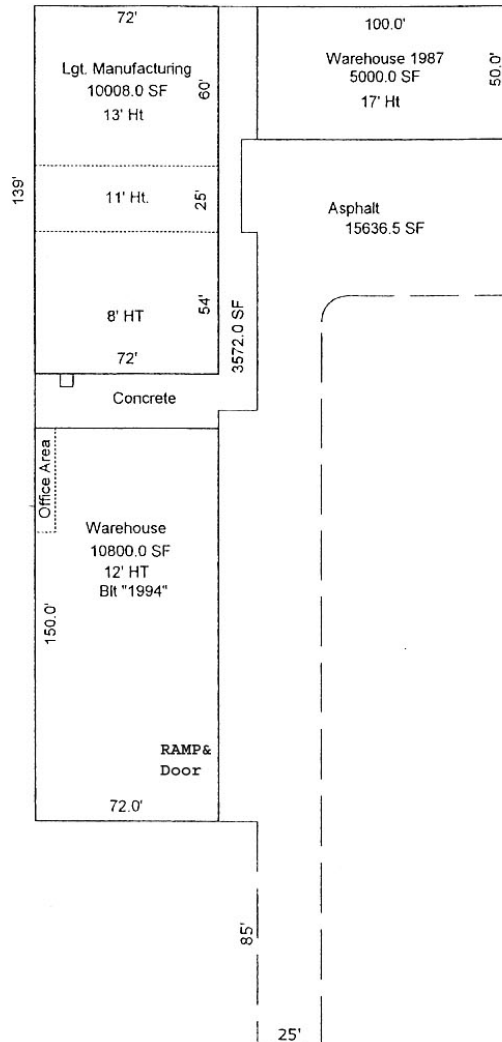 72'
Lgt. Manufacturing
10008.0 SF
13' Ht
60'
139'
11' Ht.
25'
8' HT
54'
72'
100.0'
Warehouse 1987
5000.0 SF
17' Ht
50.0'
Asphalt
15636.5 SF
3572.0 SF
Concrete
Office Area
Warehouse
10800.0 SF
12' HT
Blt "1994"
150.0'
RAMP&
Door
72.0'
85'
25'